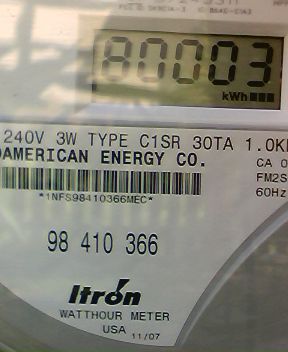 80003
kWh
240V 3W TYPE C1SR 30TA 1.0K
AMERICAN ENERGY CO.
CA 0
FM2S
60Hz
*1NFS98410366MEC*
98 410 366
Itron
WATTHOUR METER
USA 11/07